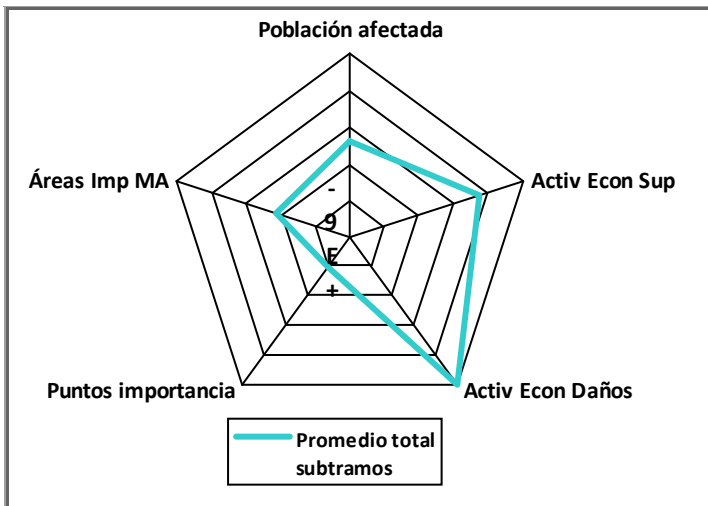 Población afectada
Áreas Imp MA
-
Activ Econ Sup
9
E
+
Puntos importancia
Activ Econ Daños
Promedio total
subtramos